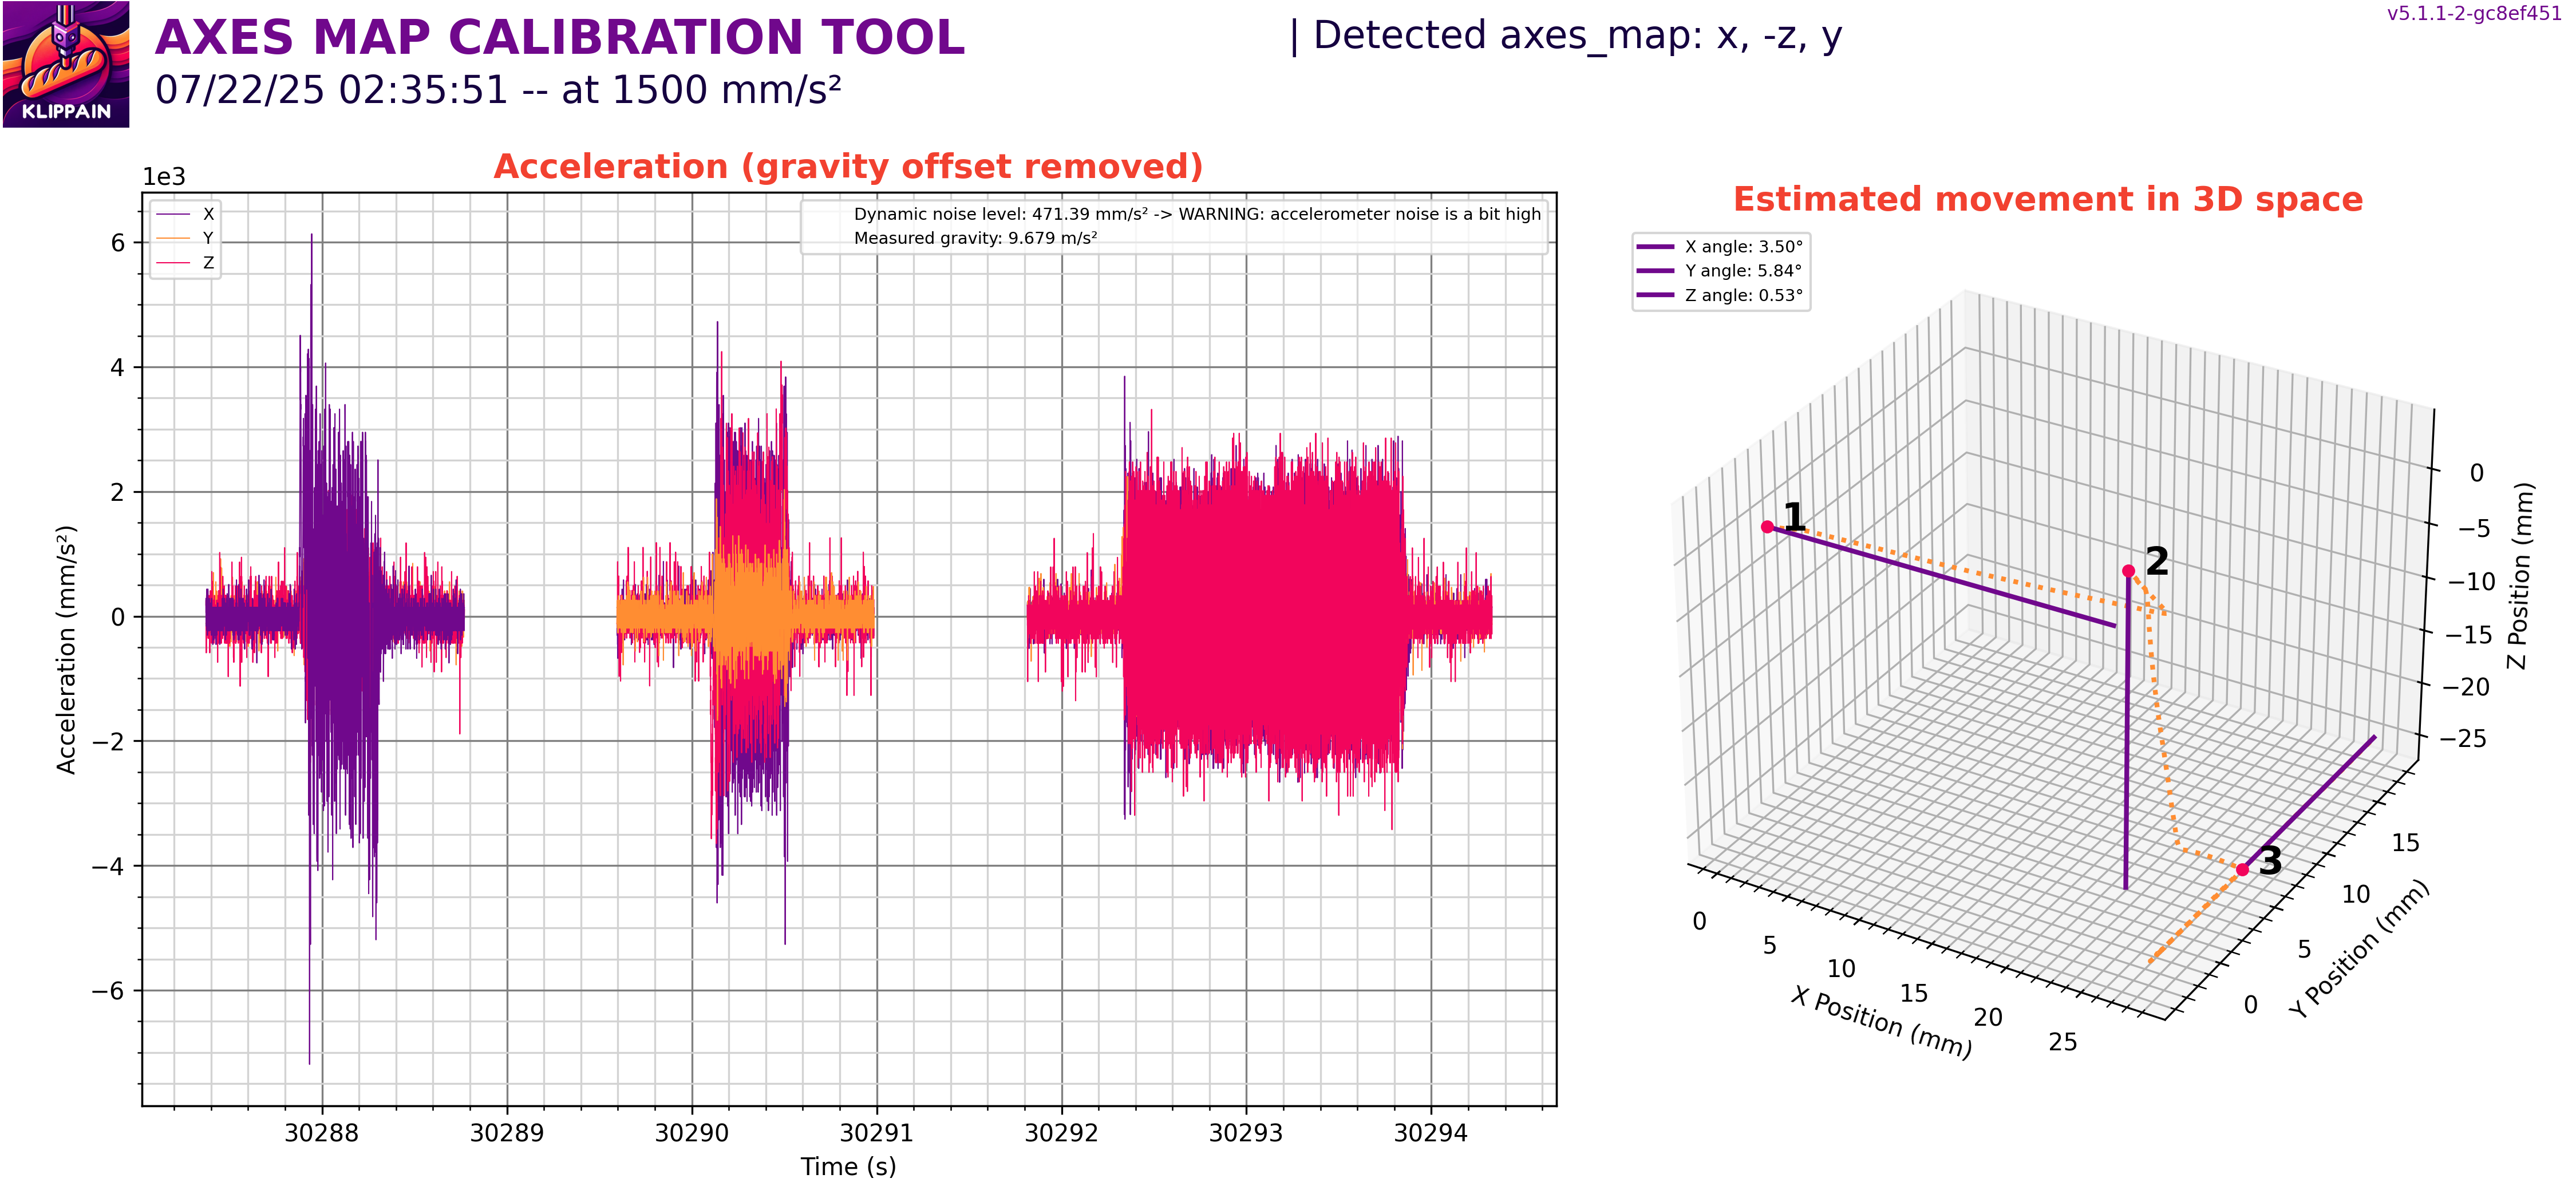 KLIPPAIN
AXES MAP CALIBRATION TOOL
07/22/25 02:35:51 -- at 1500 mm/s²
| Detected axes_map: x, -z, y
v5.1.1-2-gc8ef451
Acceleration (gravity offset removed)
1e3
X
Y
Z
Dynamic noise level: 471.39 mm/s² -> WARNING: accelerometer noise is a bit high
Measured gravity: 9.679 m/s²
6
4
2
0
−2
−4
−6
Acceleration (mm/s²)
30288
30289
30290
30291
30292
30293
30294
Time (s)
Estimated movement in 3D space
X angle: 3.50°
Y angle: 5.84°
Z angle: 0.53°
1
2
3
0
−5
−10
−15
−20
−25
Z Position (mm)
15
10
5
0
Y Position (mm)
0
5
10
15
20
25
X Position (mm)